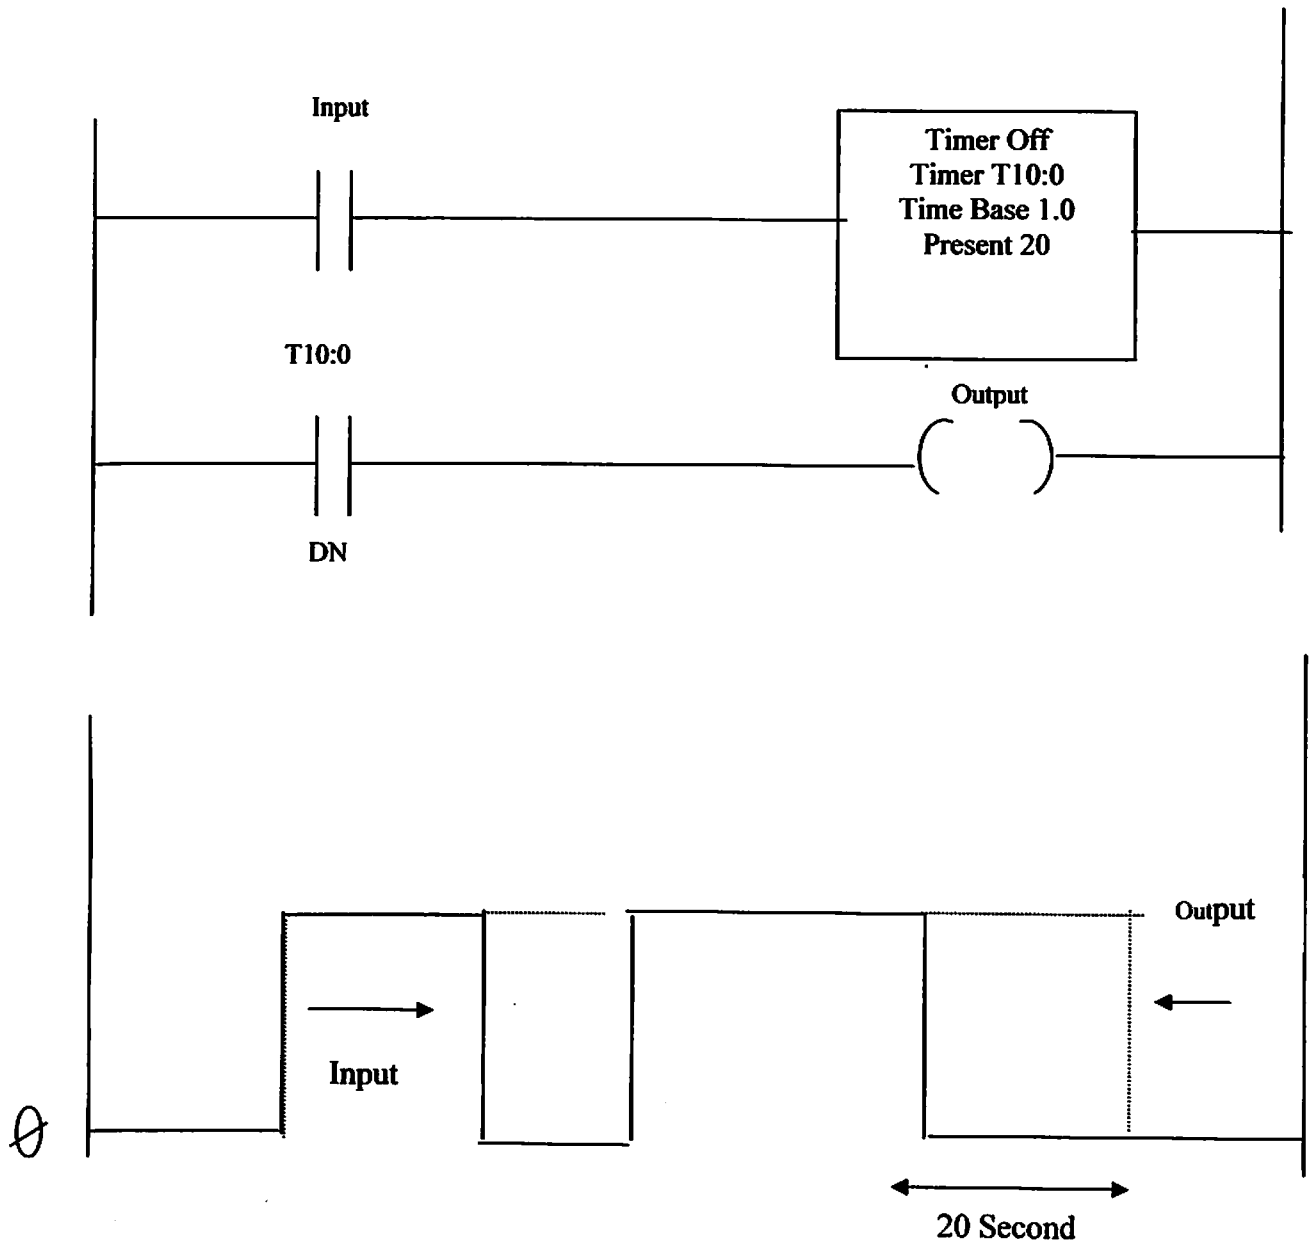 Input
Timer Off
Timer T10:0
Time Base 1.0
Present 20
T10:0
Output
DN
Output
Input
0
20 Second